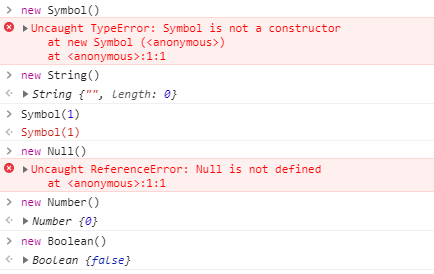 new Symbol()
Uncaught TypeError: Symbol is not a constructor
at new Symbol (<anonymous>)
at <anonymous>:1:1
new String()
String {"", length: 0}
Symbol(1)
Symbol(1)
new Null()
Uncaught ReferenceError: Null is not defined
at <anonymous>:1:1
new Number()
Number {0}
new Boolean()
Boolean {false}